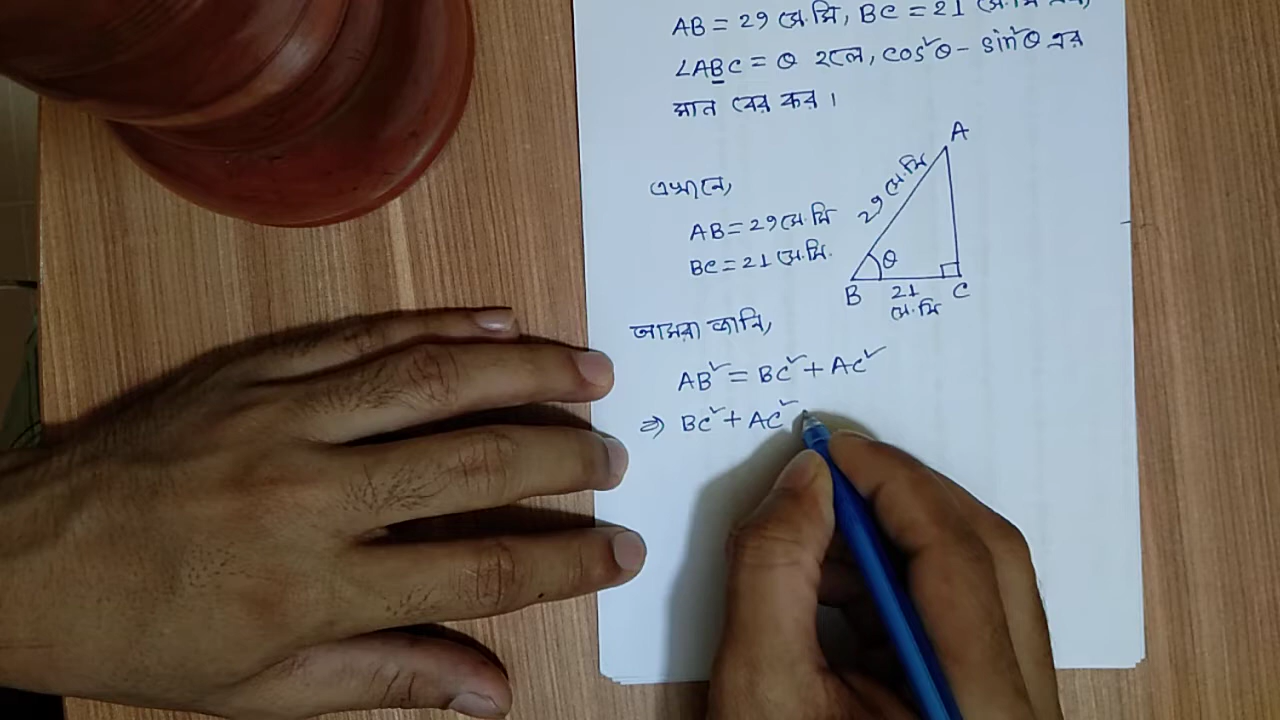 AB = 29 সে.মি, BC = 21 সে.মি এবং
∠ABC = θ হলে, cos²θ - sin²θ এর
মান বের কর।
A
এখানে,
29 সে.মি
AB = 29 সে.মি
BC = 21 সে.মি.
θ
B
21
C
সে.মি
আমরা জানি,
AB² = BC² + AC²
⇒ BC² + AC²